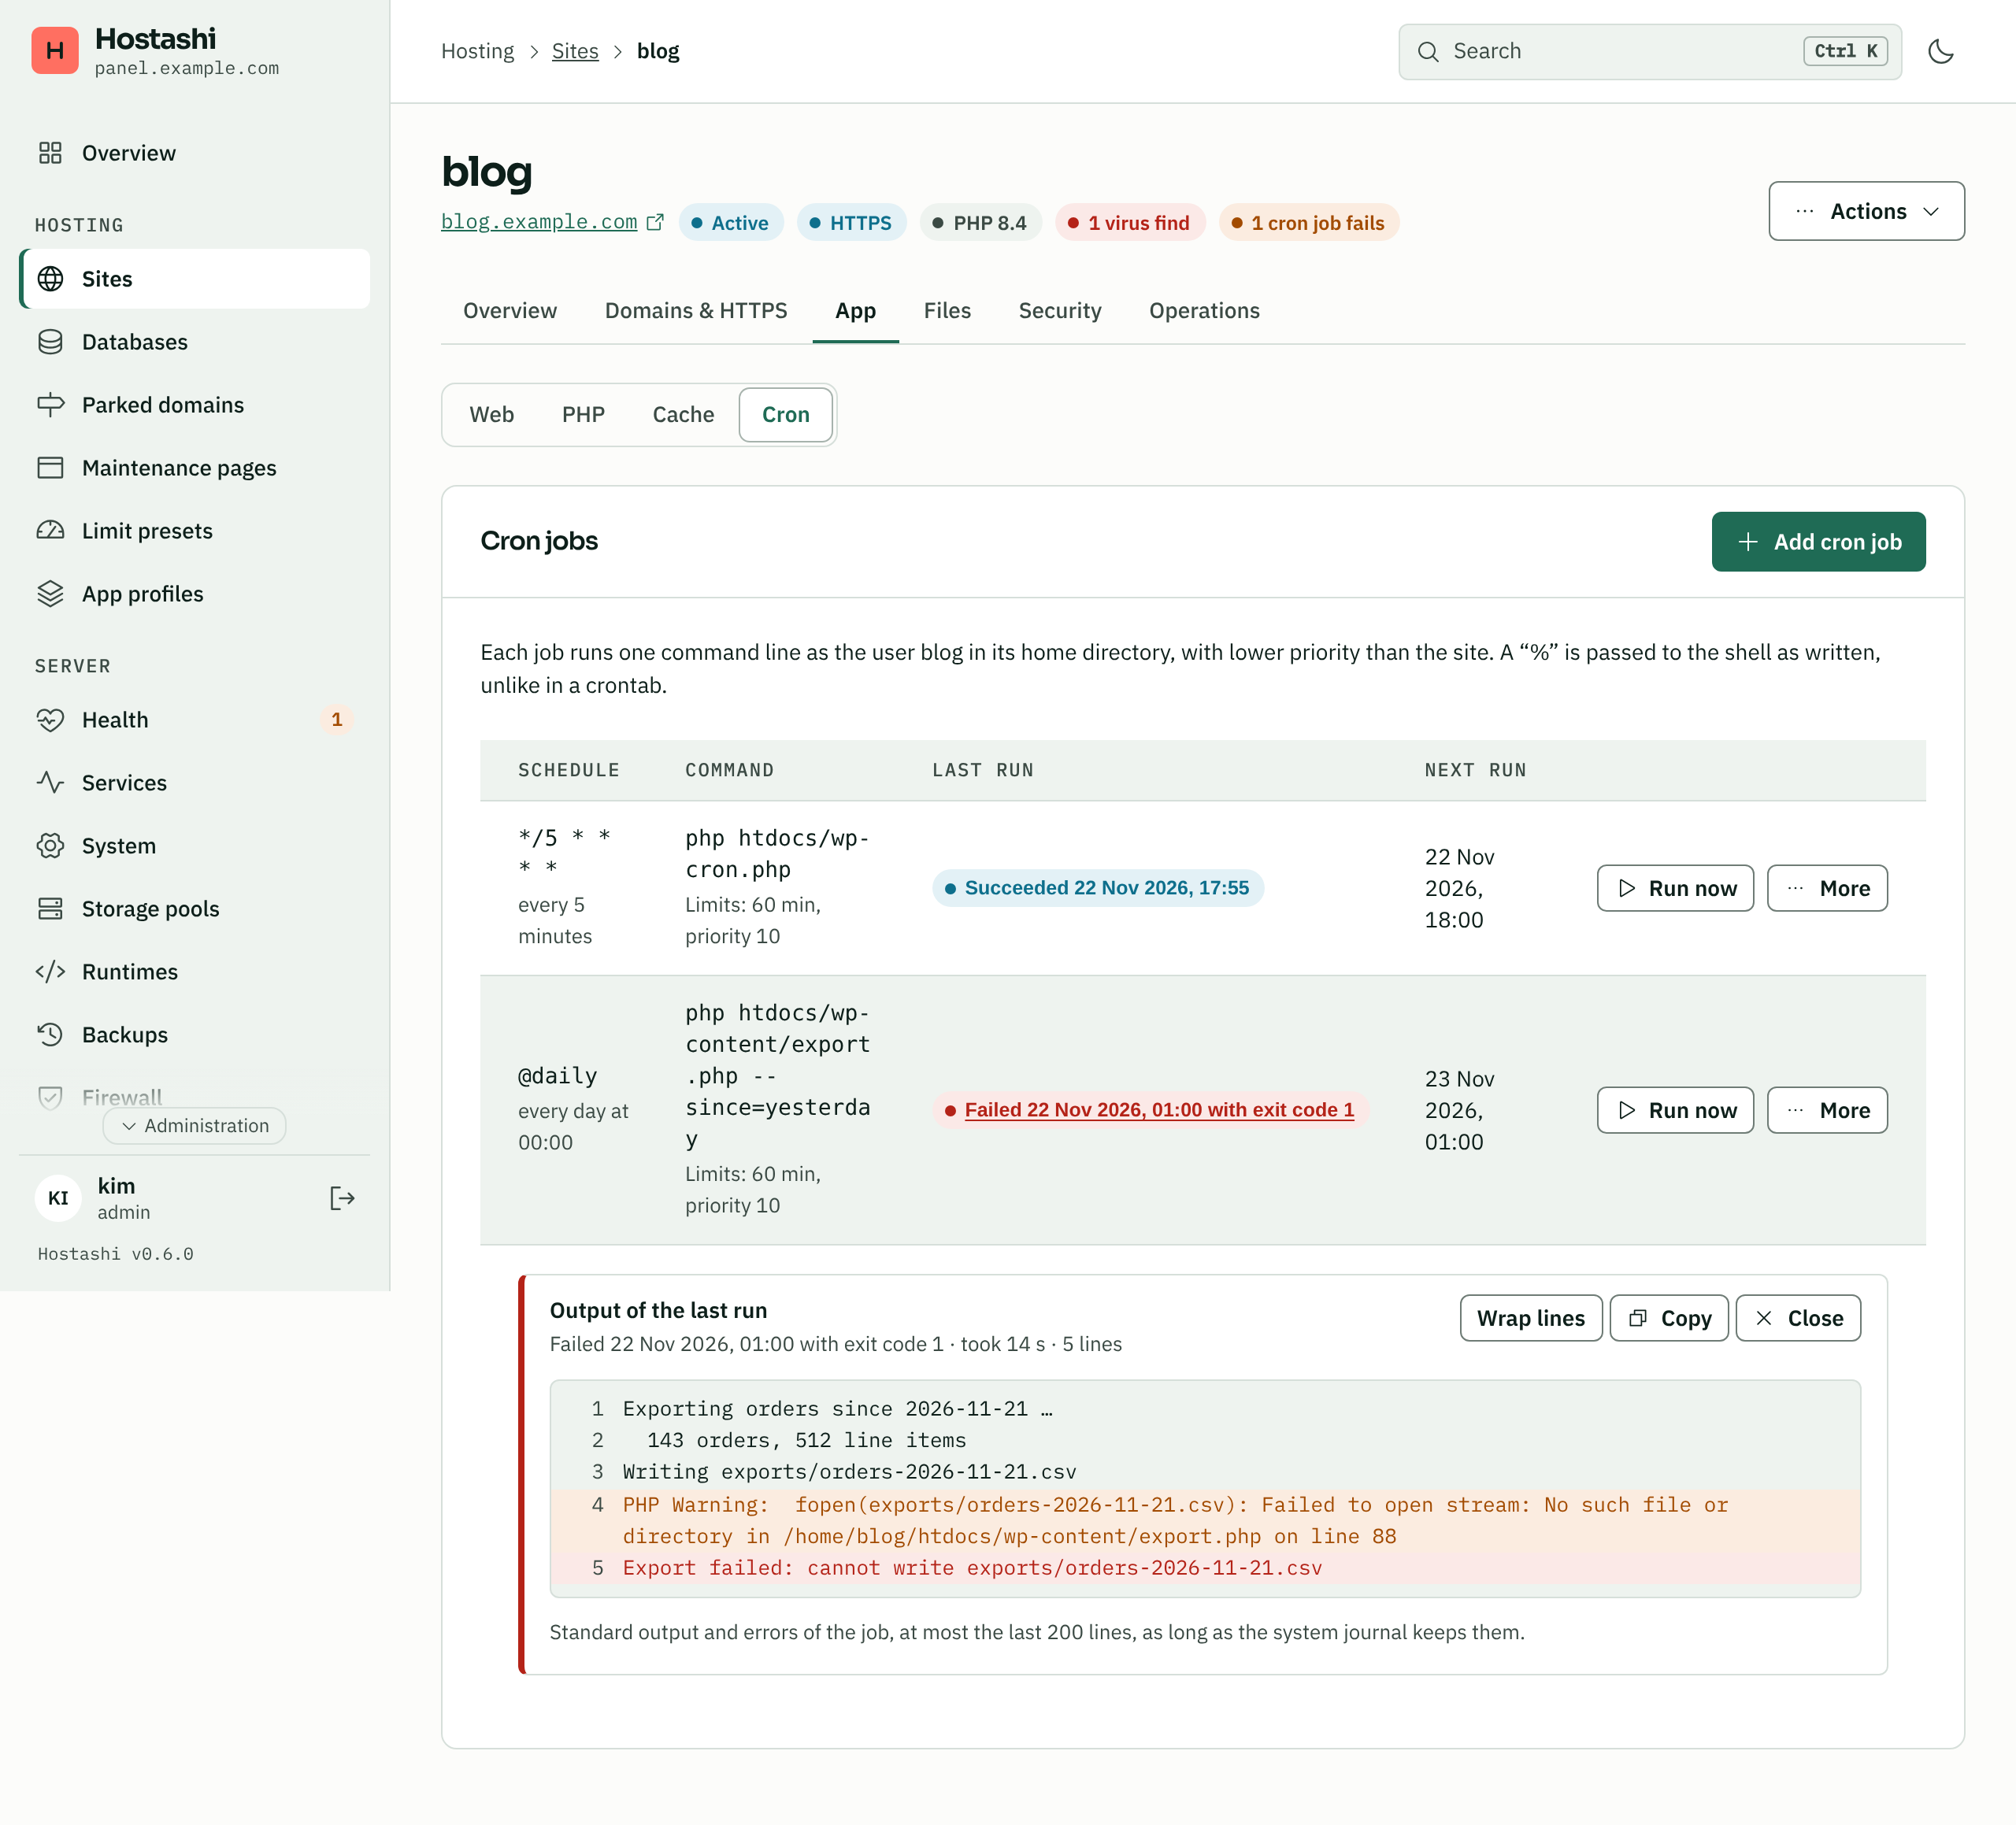 H
Hostashi
panel.example.com
Overview
HOSTING
Sites
Databases
Parked domains
Maintenance pages
Limit presets
App profiles
SERVER
Health 1
Services
System
Storage pools
Runtimes
Backups
Firewall
Administration
KI
kim
admin
Hostashi v0.6.0
Hosting > Sites > blog
Search Ctrl K
blog
blog.example.com Active HTTPS PHP 8.4 1 virus find 1 cron job fails
··· Actions
Overview Domains & HTTPS App Files Security Operations
Web PHP Cache Cron
Cron jobs
+ Add cron job
Each job runs one command line as the user blog in its home directory, with lower priority than the site. A “%” is passed to the shell as written,
unlike in a crontab.
SCHEDULE COMMAND LAST RUN NEXT RUN
*/5 * *
* *
every 5
minutes
php htdocs/wp-
cron.php
Limits: 60 min,
priority 10
Succeeded 22 Nov 2026, 17:55
22 Nov
2026,
18:00
Run now
··· More
@daily
every day at
00:00
php htdocs/wp-
content/export
.php --
since=yesterda
y
Limits: 60 min,
priority 10
Failed 22 Nov 2026, 01:00 with exit code 1
23 Nov
2026,
01:00
Run now
··· More
Output of the last run
Failed 22 Nov 2026, 01:00 with exit code 1 · took 14 s · 5 lines
Wrap lines
Copy
Close
1 Exporting orders since 2026-11-21 …
2   143 orders, 512 line items
3 Writing exports/orders-2026-11-21.csv
4 PHP Warning:  fopen(exports/orders-2026-11-21.csv): Failed to open stream: No such file or
directory in /home/blog/htdocs/wp-content/export.php on line 88
5 Export failed: cannot write exports/orders-2026-11-21.csv
Standard output and errors of the job, at most the last 200 lines, as long as the system journal keeps them.